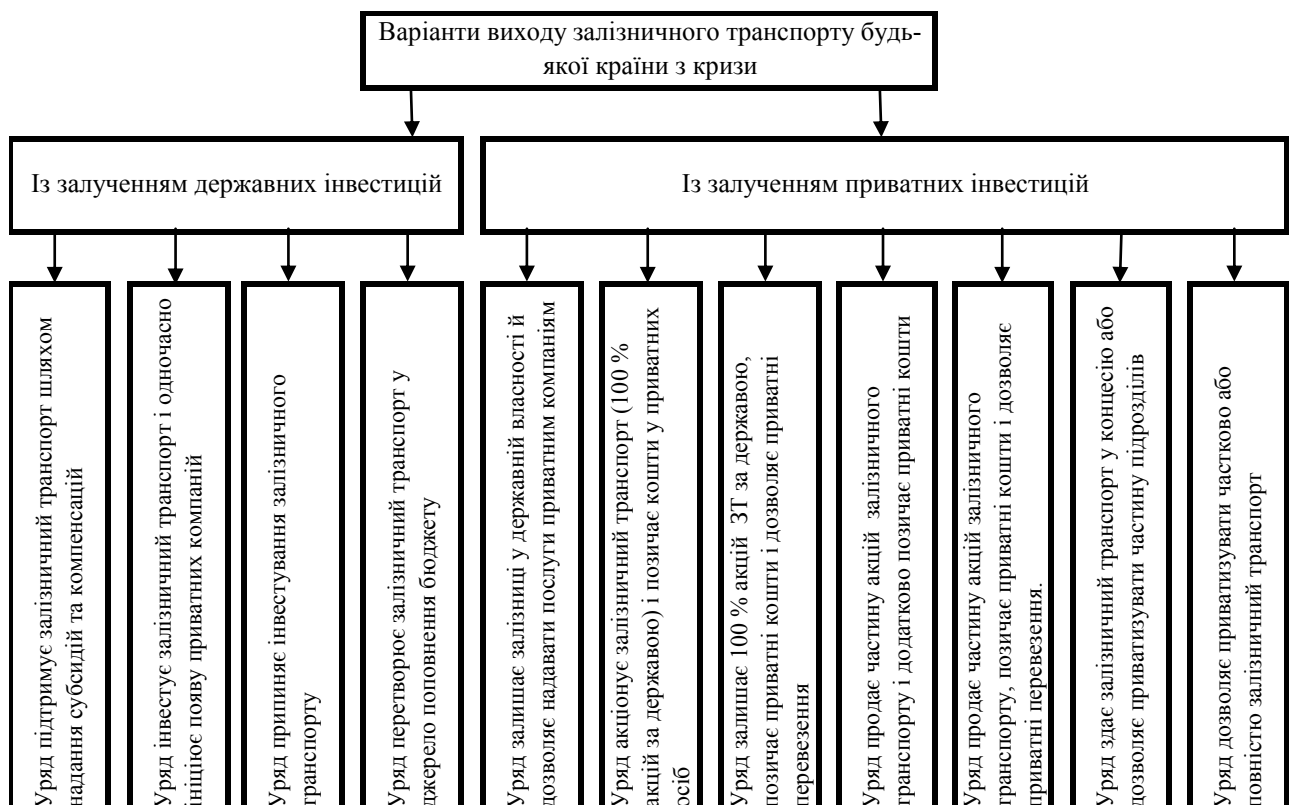 Варіанти виходу залізничного транспорту будь-
якої країни з кризи
Із залученням державних інвестицій
Із залученням приватних інвестицій
Уряд підтримує залізничний транспорт шляхом
надання субсидій та компенсацій
Уряд інвестує залізничний транспорт і одночасно
ініціює появу приватних компаній
Уряд припиняє інвестування залізничного
транспорту
Уряд перетворює залізничний транспорт у
джерело поповнення бюджету
Уряд залишає залізниці у державній власності й
дозволяє надавати послуги приватним компаніям
Уряд акціонує залізничний транспорт (100 %
акцій за державою) і позичає кошти у приватних
осіб
Уряд залишає 100 % акцій ЗТ за державою,
позичає приватні кошти і дозволяє приватні
перевезення
Уряд продає частину акцій залізничного
транспорту і додатково позичає приватні кошти
Уряд продає частину акцій залізничного
транспорту, позичає приватні кошти і дозволяє
приватні перевезення.
Уряд здає залізничний транспорт у концесію або
дозволяє приватизувати частину підрозділів
Уряд дозволяє приватизувати частково або
повністю залізничний транспорт